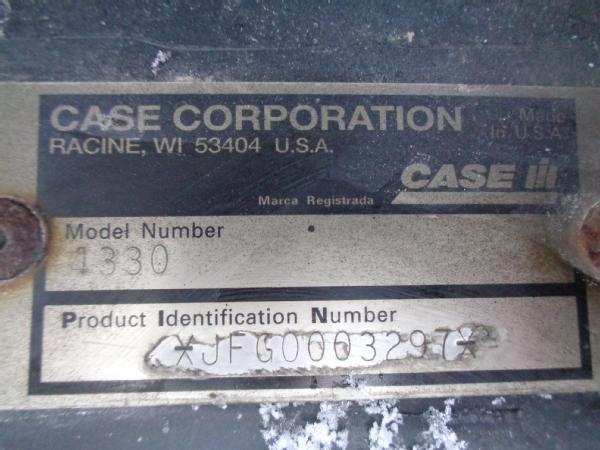 CASE CORPORATION
RACINE, WI 53404 U.S.A.
Made
In U.S.A.
CASE IH
Marca Registrada
Model Number
1330
Product Identification Number
*JFG0003297*